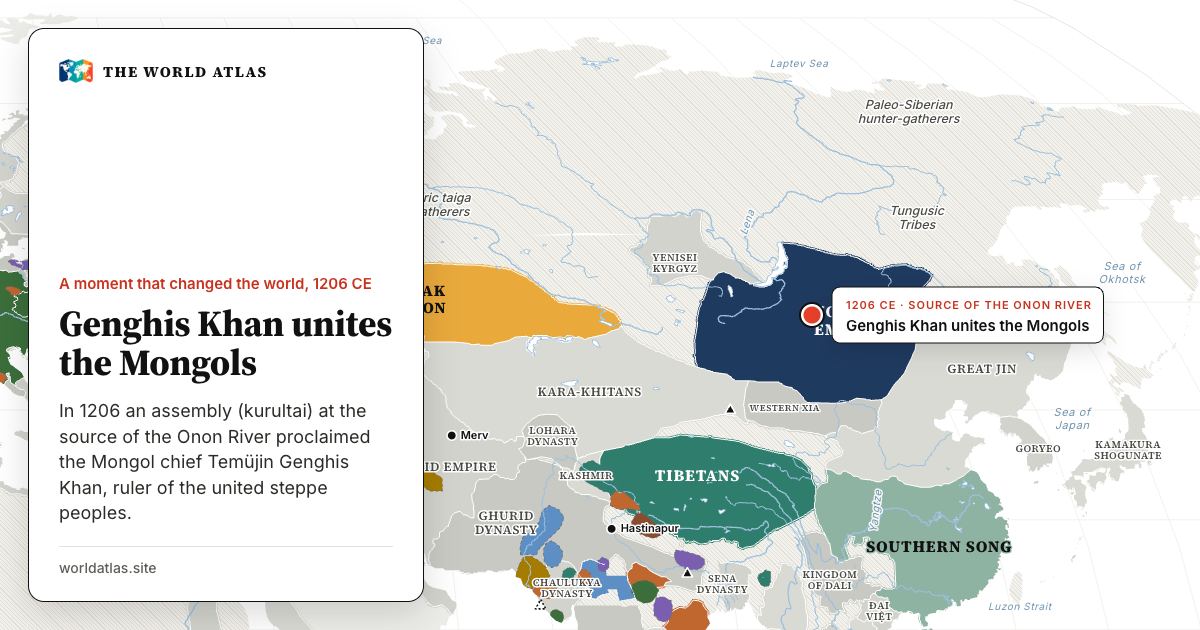 THE WORLD ATLAS
A moment that changed the world, 1206 CE
Genghis Khan unites
the Mongols
In 1206 an assembly (kurultai) at the
source of the Onon River proclaimed
the Mongol chief Temüjin Genghis
Khan, ruler of the united steppe
peoples.
worldatlas.site
Sea
Laptev Sea
Paleo-Siberian
hunter-gatherers
Tungusic
Tribes
Lena
YENISEI
KYRGYZ
Sea of
Okhotsk
1206 CE · SOURCE OF THE ONON RIVER
Genghis Khan unites the Mongols
GREAT JIN
KARA-KHITANS
WESTERN XIA
Sea of
Japan
GORYEO
KAMAKURA
SHOGUNATE
Merv
LOHARA
DYNASTY
ID EMPIRE
KASHMIR
TIBETANS
GHURID
DYNASTY
Hastinapur
Yangtze
SOUTHERN SONG
CHAULUKYA
DYNASTY
SENA
DYNASTY
KINGDOM
OF DALI
ĐẠI
VIỆT
Luzon Strait